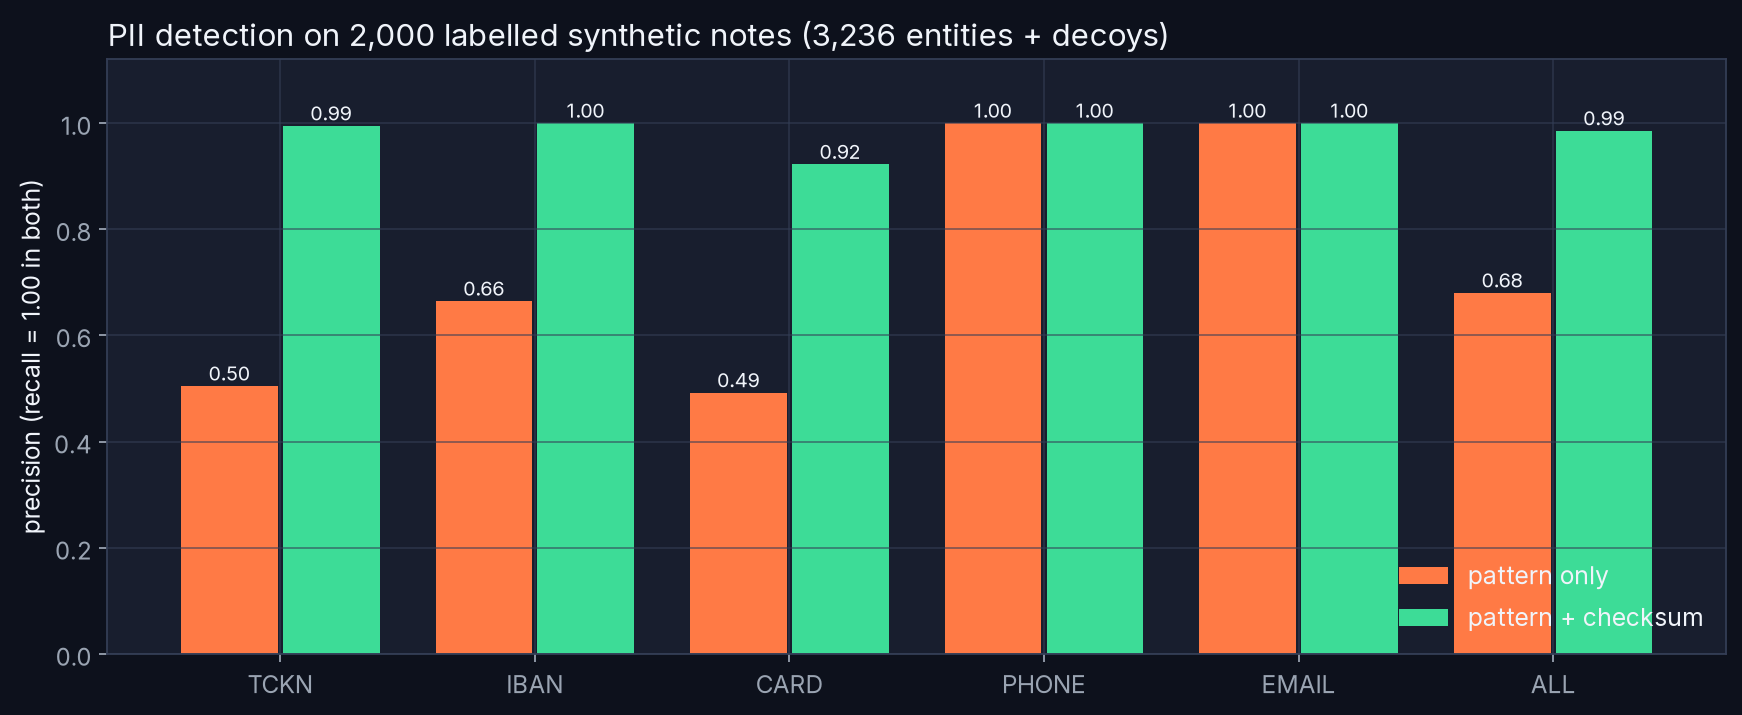 PII detection on 2,000 labelled synthetic notes (3,236 entities + decoys)
precision (recall = 1.00 in both)
1.0
0.8
0.6
0.4
0.2
0.0
0.50
0.99
0.66
1.00
0.49
0.92
1.00
1.00
1.00
1.00
0.68
0.99
pattern only
pattern + checksum
TCKN
IBAN
CARD
PHONE
EMAIL
ALL